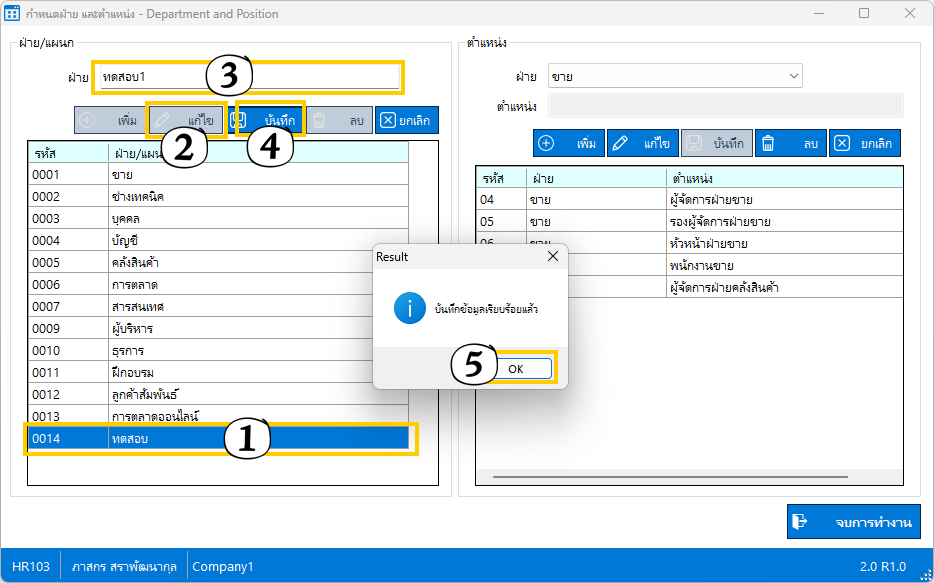 กำหนดฝ่าย และตำแหน่ง - Department and Position
ฝ่าย/แผนก
ฝ่าย ทดสอบ1
3
เพิ่ม แก้ไข บันทึก ลบ ยกเลิก
2 4
รหัส ฝ่าย/แผน
0001 ขาย
0002 ช่างเทคนิค
0003 บุคคล
0004 บัญชี
0005 คลังสินค้า
0006 การตลาด
0007 สารสนเทศ
0009 ผู้บริหาร
0010 ธุรการ
0011 ฝึกอบรม
0012 ลูกค้าสัมพันธ์
0013 การตลาดออนไลน์
0014 ทดสอบ
1
ตำแหน่ง
ฝ่าย ขาย
ตำแหน่ง
เพิ่ม แก้ไข บันทึก ลบ ยกเลิก
รหัส ฝ่าย ตำแหน่ง
04 ขาย ผู้จัดการฝ่ายขาย
05 ขาย รองผู้จัดการฝ่ายขาย
06 ขาย หัวหน้าฝ่ายขาย
พนักงานขาย
ผู้จัดการฝ่ายคลังสินค้า
Result
บันทึกข้อมูลเรียบร้อยแล้ว
5 OK
จบการทำงาน
HR103 ภาสกร สราพัฒนากุล Company1 2.0 R1.0